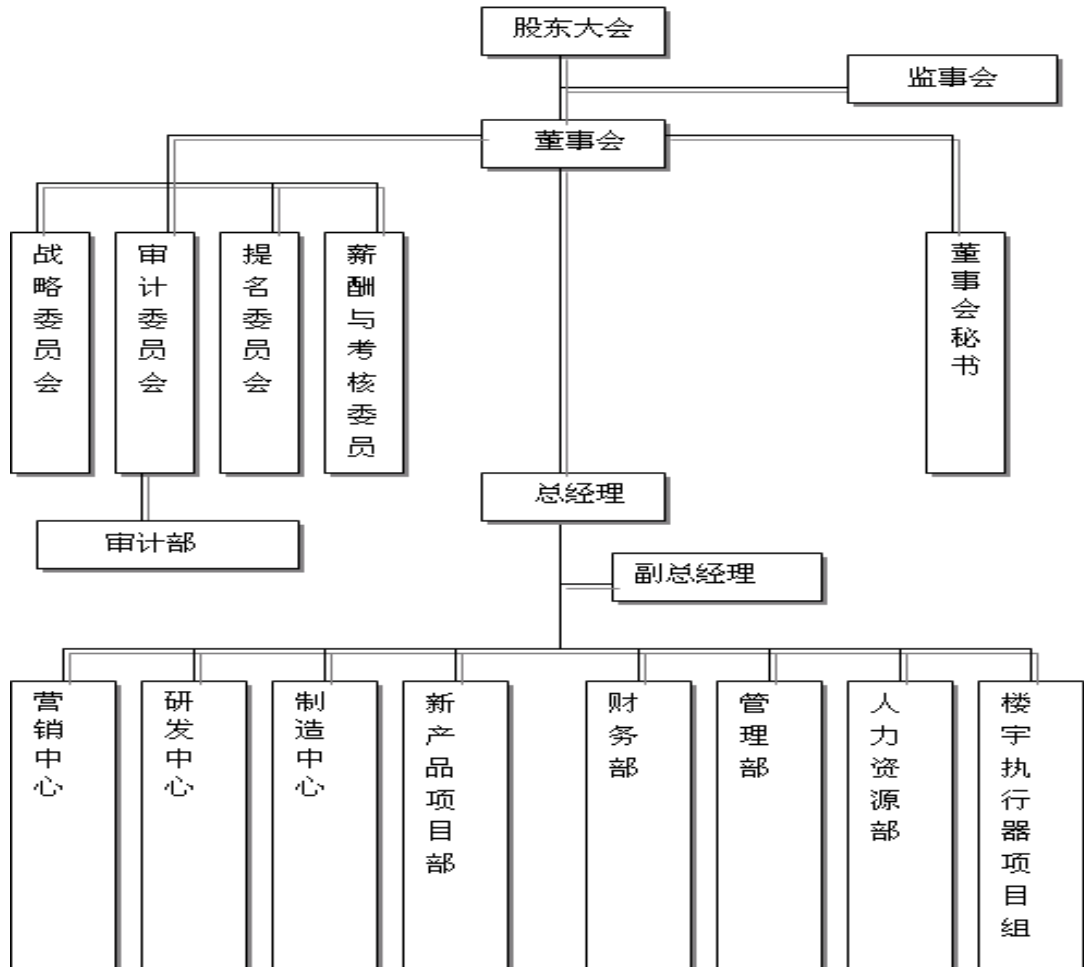 股东大会
监事会
董事会
战略委员会
审计委员会
提名委员会
薪酬与考核委员
董事会秘书
总经理
审计部
副总经理
营销中心
研发中心
制造中心
新产品项目部
财务部
管理部
人力资源部
楼宇执行器项目组